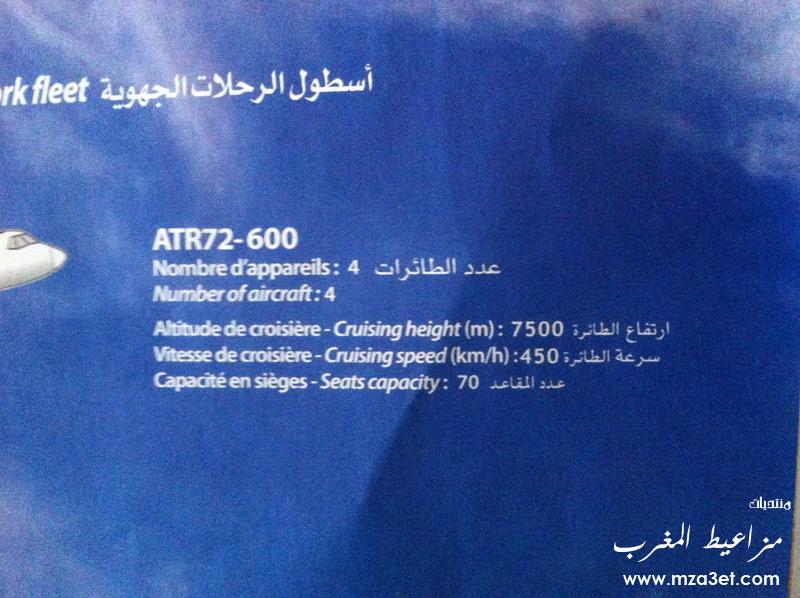 fleet أسطول الرحلات الجهوية
ATR72-600
Nombre d'appareils : 4 عدد الطائرات
Number of aircraft : 4
Altitude de croisière - Cruising height (m) : 7500 ارتفاع الطائرة
Vitesse de croisière - Cruising speed (km/h) :450 سرعة الطائرة
Capacité en sièges - Seats capacity : 70 عدد المقاعد
منتديات
مزاعيط المغرب
www.mza3et.com